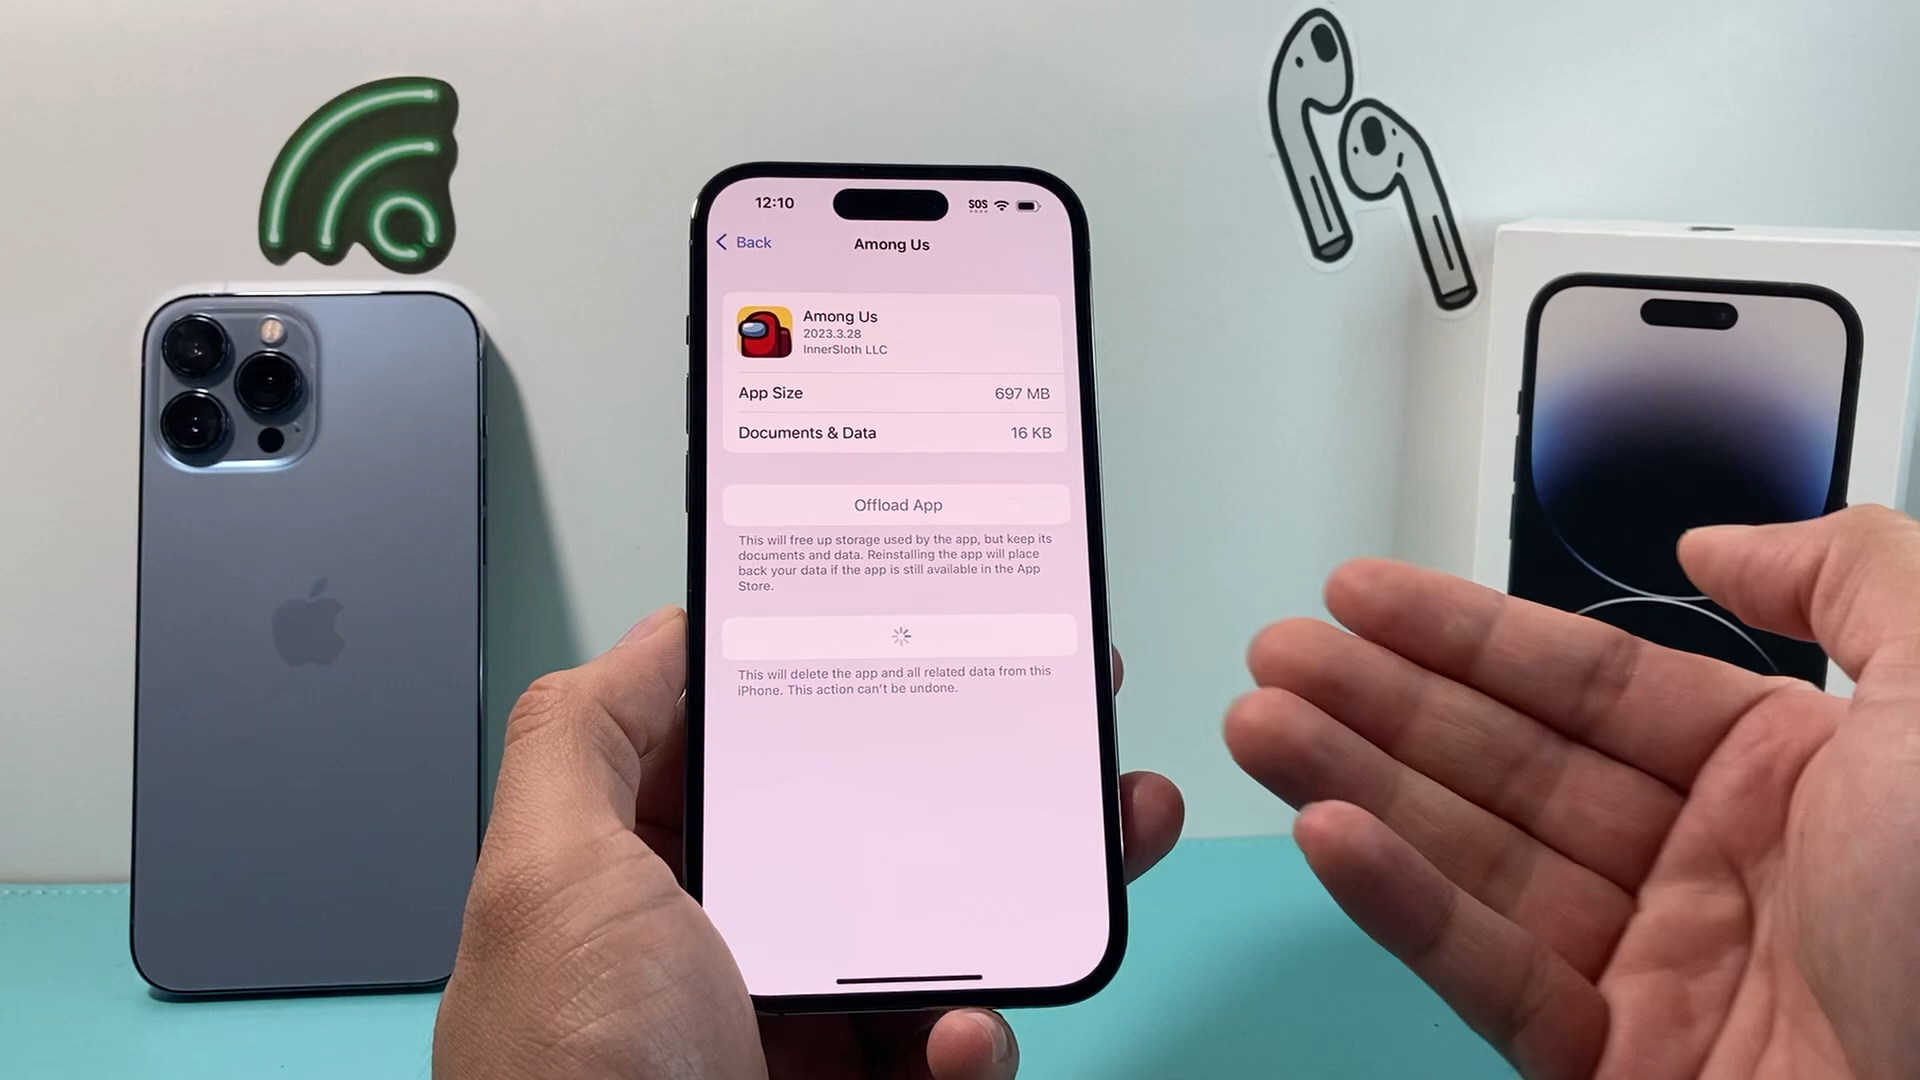 12:10
SOS
Back
Among Us
Among Us
2023.3.28
InnerSloth LLC
App Size 697 MB
Documents & Data 16 KB
Offload App
This will free up storage used by the app, but keep its
documents and data. Reinstalling the app will place
back your data if the app is still available in the App
Store.
This will delete the app and all related data from this
iPhone. This action can't be undone.